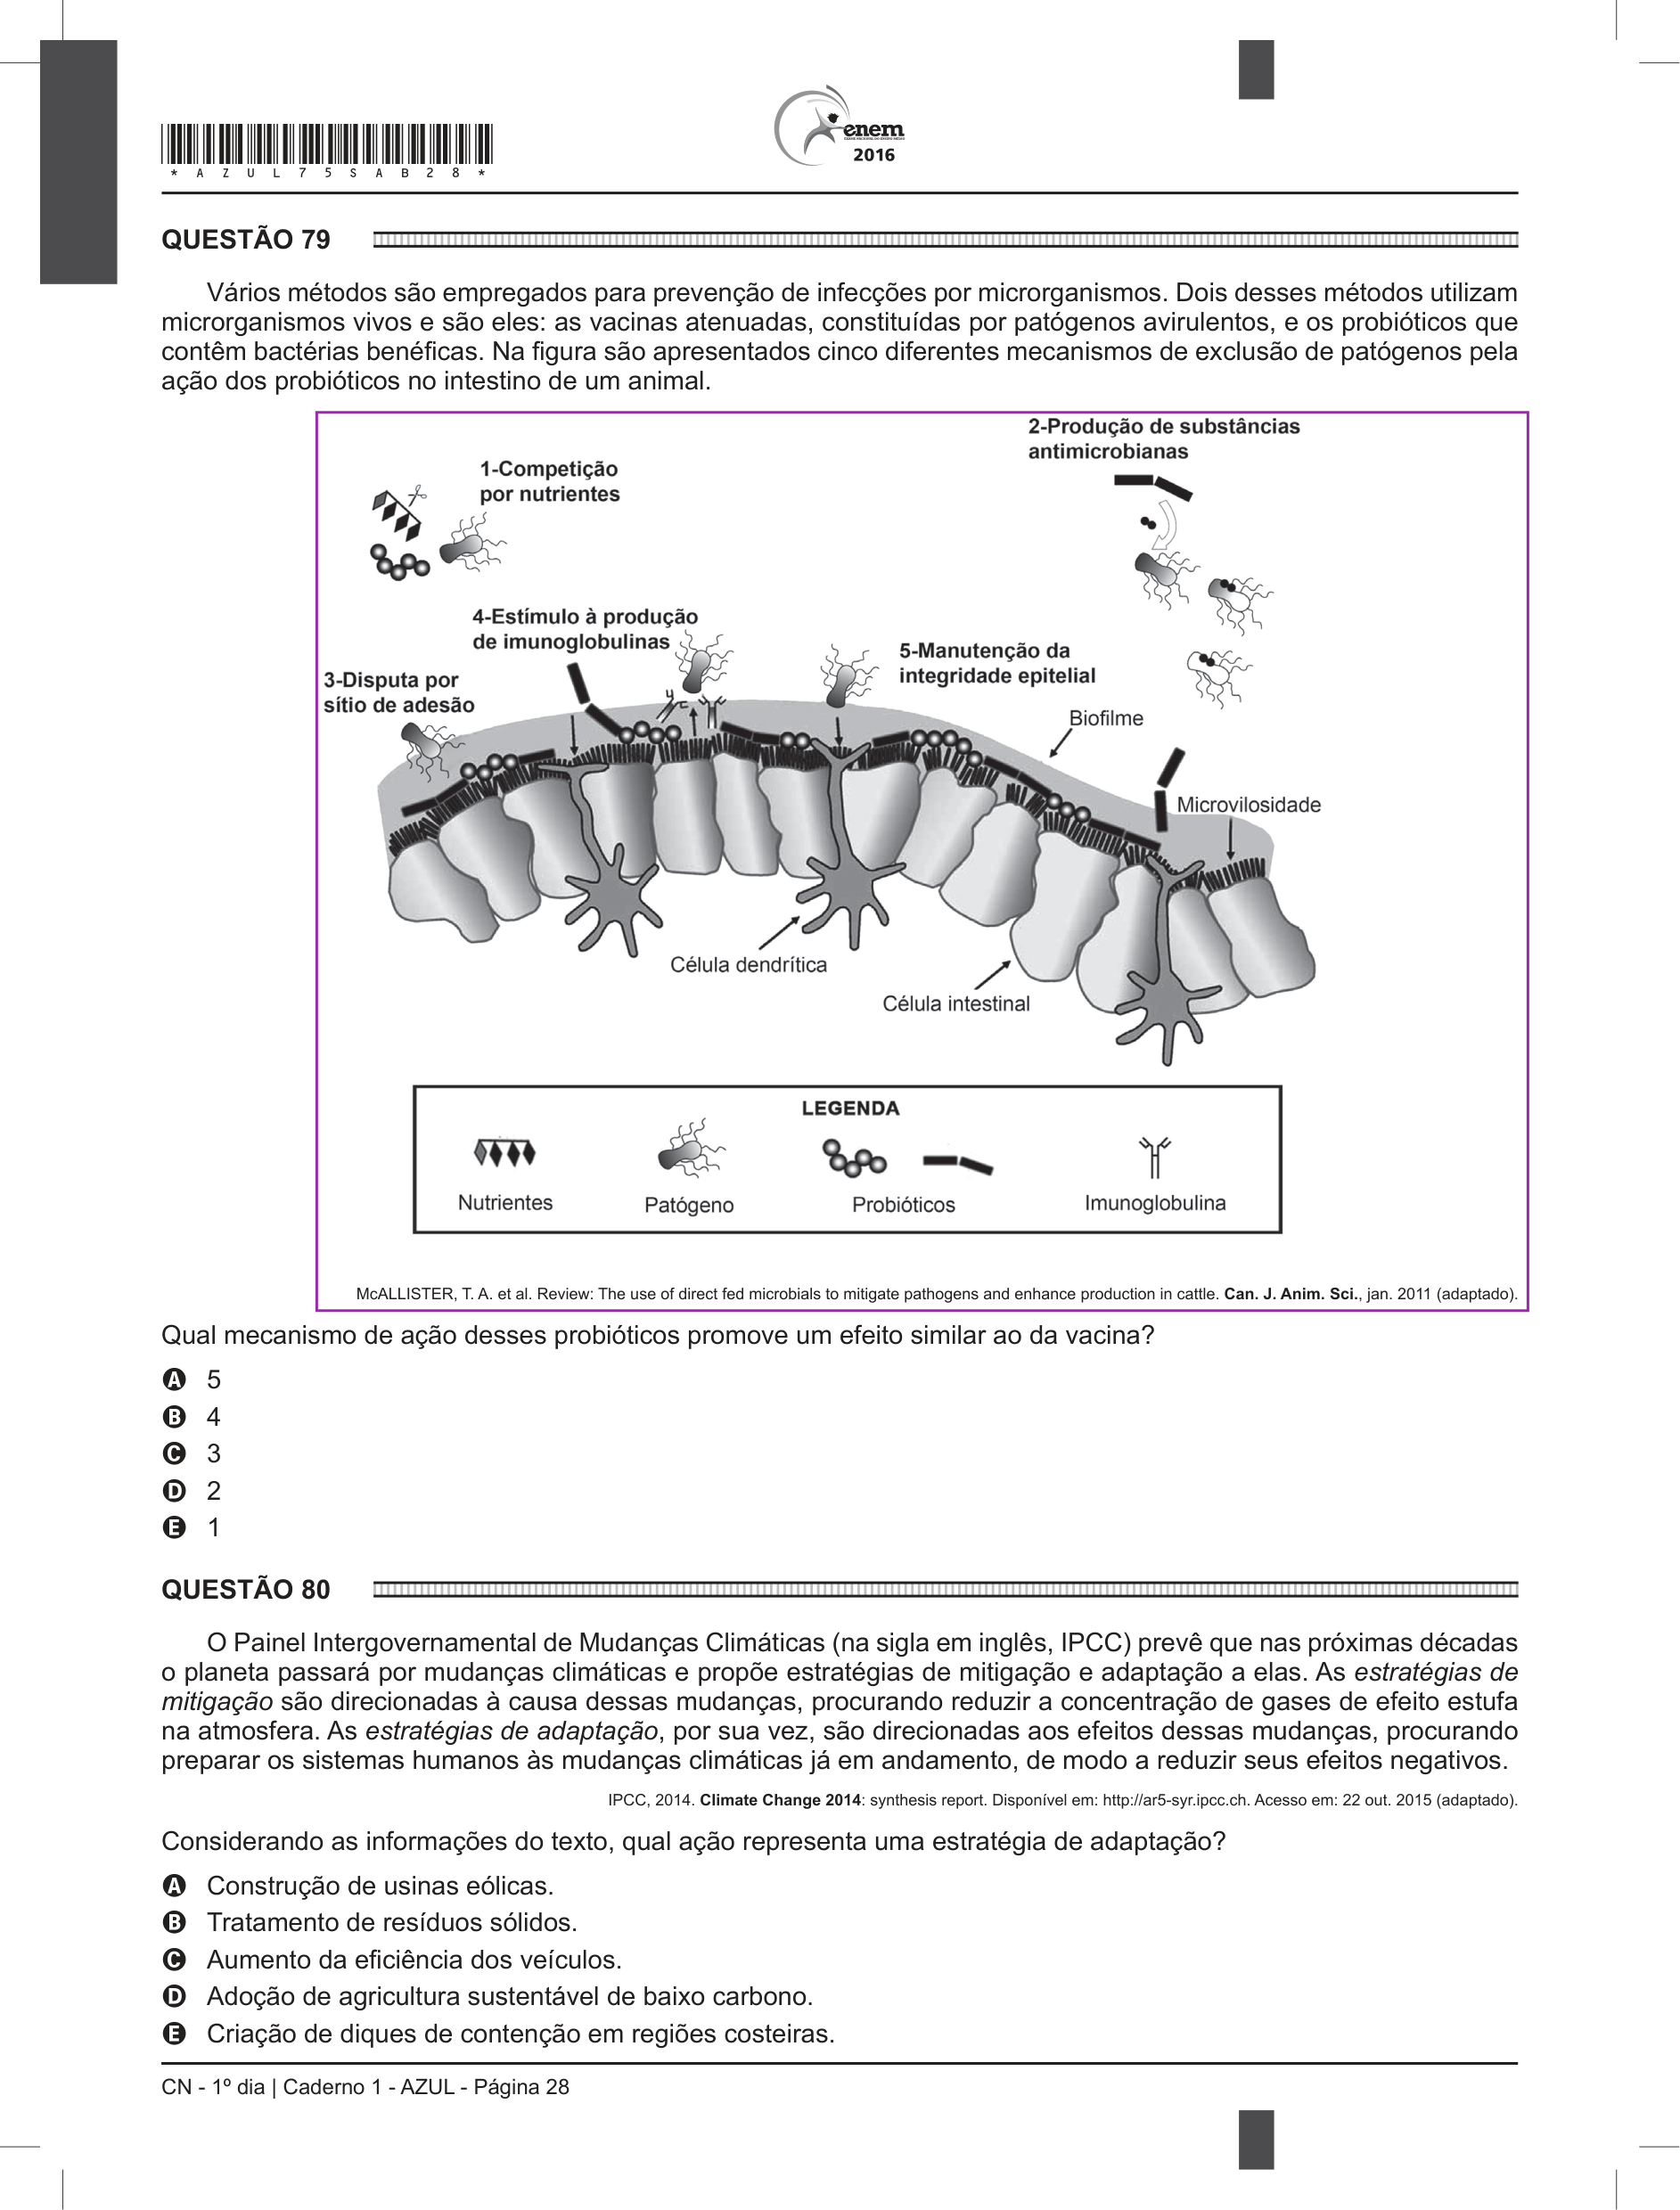 *AZUL75SAB28*
enem
2016
QUESTÃO 79
Vários métodos são empregados para prevenção de infecções por microrganismos. Dois desses métodos utilizam
microrganismos vivos e são eles: as vacinas atenuadas, constituídas por patógenos avirulentos, e os probióticos que
contêm bactérias benéficas. Na figura são apresentados cinco diferentes mecanismos de exclusão de patógenos pela
ação dos probióticos no intestino de um animal.
2-Produção de substâncias
antimicrobianas
1-Competição
por nutrientes
4-Estímulo à produção
de imunoglobulinas
5-Manutenção da
integridade epitelial
3-Disputa por
sítio de adesão
Biofilme
Microvilosidade
Célula dendrítica
Célula intestinal
LEGENDA
Nutrientes
Patógeno
Probióticos
Imunoglobulina
McALLISTER, T. A. et al. Review: The use of direct fed microbials to mitigate pathogens and enhance production in cattle. Can. J. Anim. Sci., jan. 2011 (adaptado).
Qual mecanismo de ação desses probióticos promove um efeito similar ao da vacina?
A 5
B 4
C 3
D 2
E 1
QUESTÃO 80
O Painel Intergovernamental de Mudanças Climáticas (na sigla em inglês, IPCC) prevê que nas próximas décadas
o planeta passará por mudanças climáticas e propõe estratégias de mitigação e adaptação a elas. As estratégias de
mitigação são direcionadas à causa dessas mudanças, procurando reduzir a concentração de gases de efeito estufa
na atmosfera. As estratégias de adaptação, por sua vez, são direcionadas aos efeitos dessas mudanças, procurando
preparar os sistemas humanos às mudanças climáticas já em andamento, de modo a reduzir seus efeitos negativos.
IPCC, 2014. Climate Change 2014: synthesis report. Disponível em: http://ar5-syr.ipcc.ch. Acesso em: 22 out. 2015 (adaptado).
Considerando as informações do texto, qual ação representa uma estratégia de adaptação?
A Construção de usinas eólicas.
B Tratamento de resíduos sólidos.
C Aumento da eficiência dos veículos.
D Adoção de agricultura sustentável de baixo carbono.
E Criação de diques de contenção em regiões costeiras.
CN - 1º dia | Caderno 1 - AZUL - Página 28